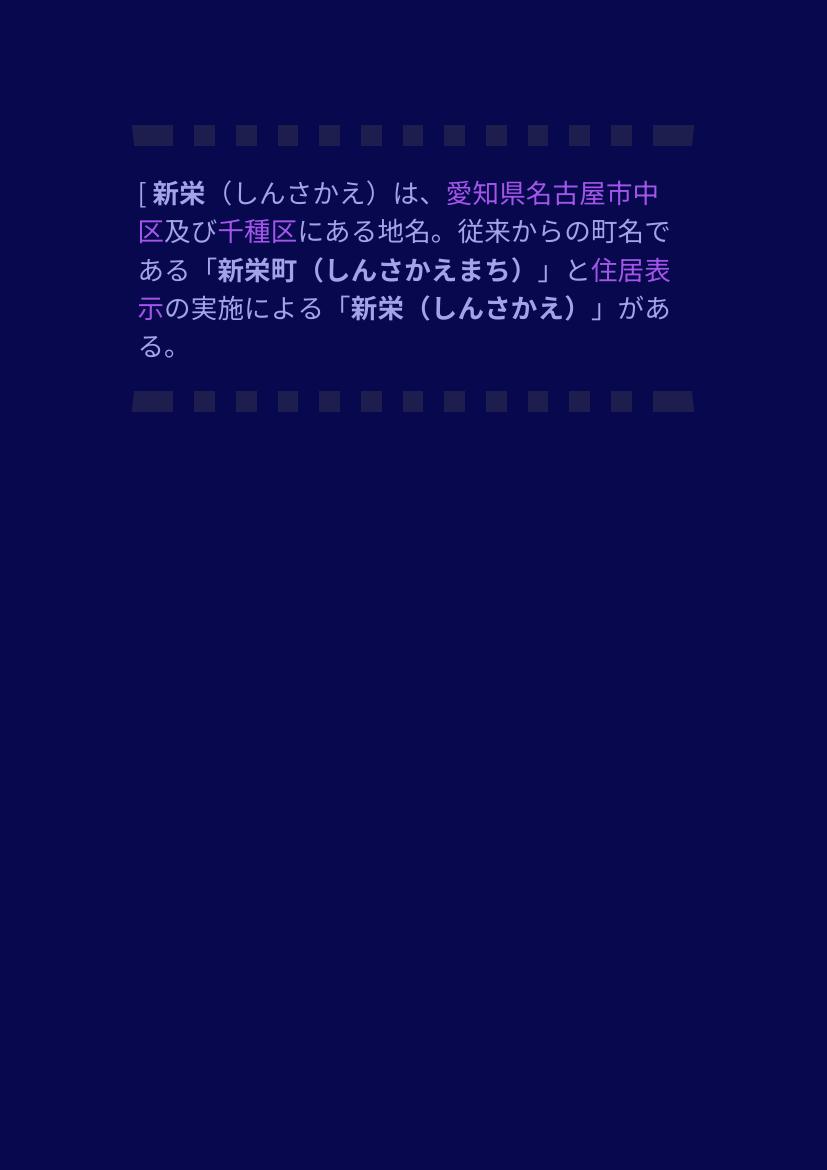 [ 新栄（しんさかえ）は、愛知県名古屋市中
区及び千種区にある地名。従来からの町名で
ある「新栄町（しんさかえまち）」と住居表
示の実施による「新栄（しんさかえ）」があ
る。